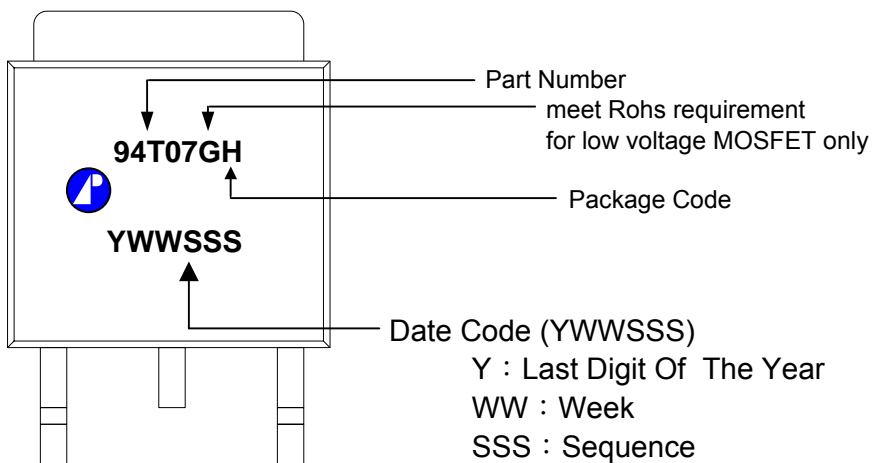 Part Number
meet Rohs requirement
for low voltage MOSFET only
94T07GH
Package Code
YWWSSS
Date Code (YWWSSS)
Y：Last Digit Of The Year
WW：Week
SSS：Sequence